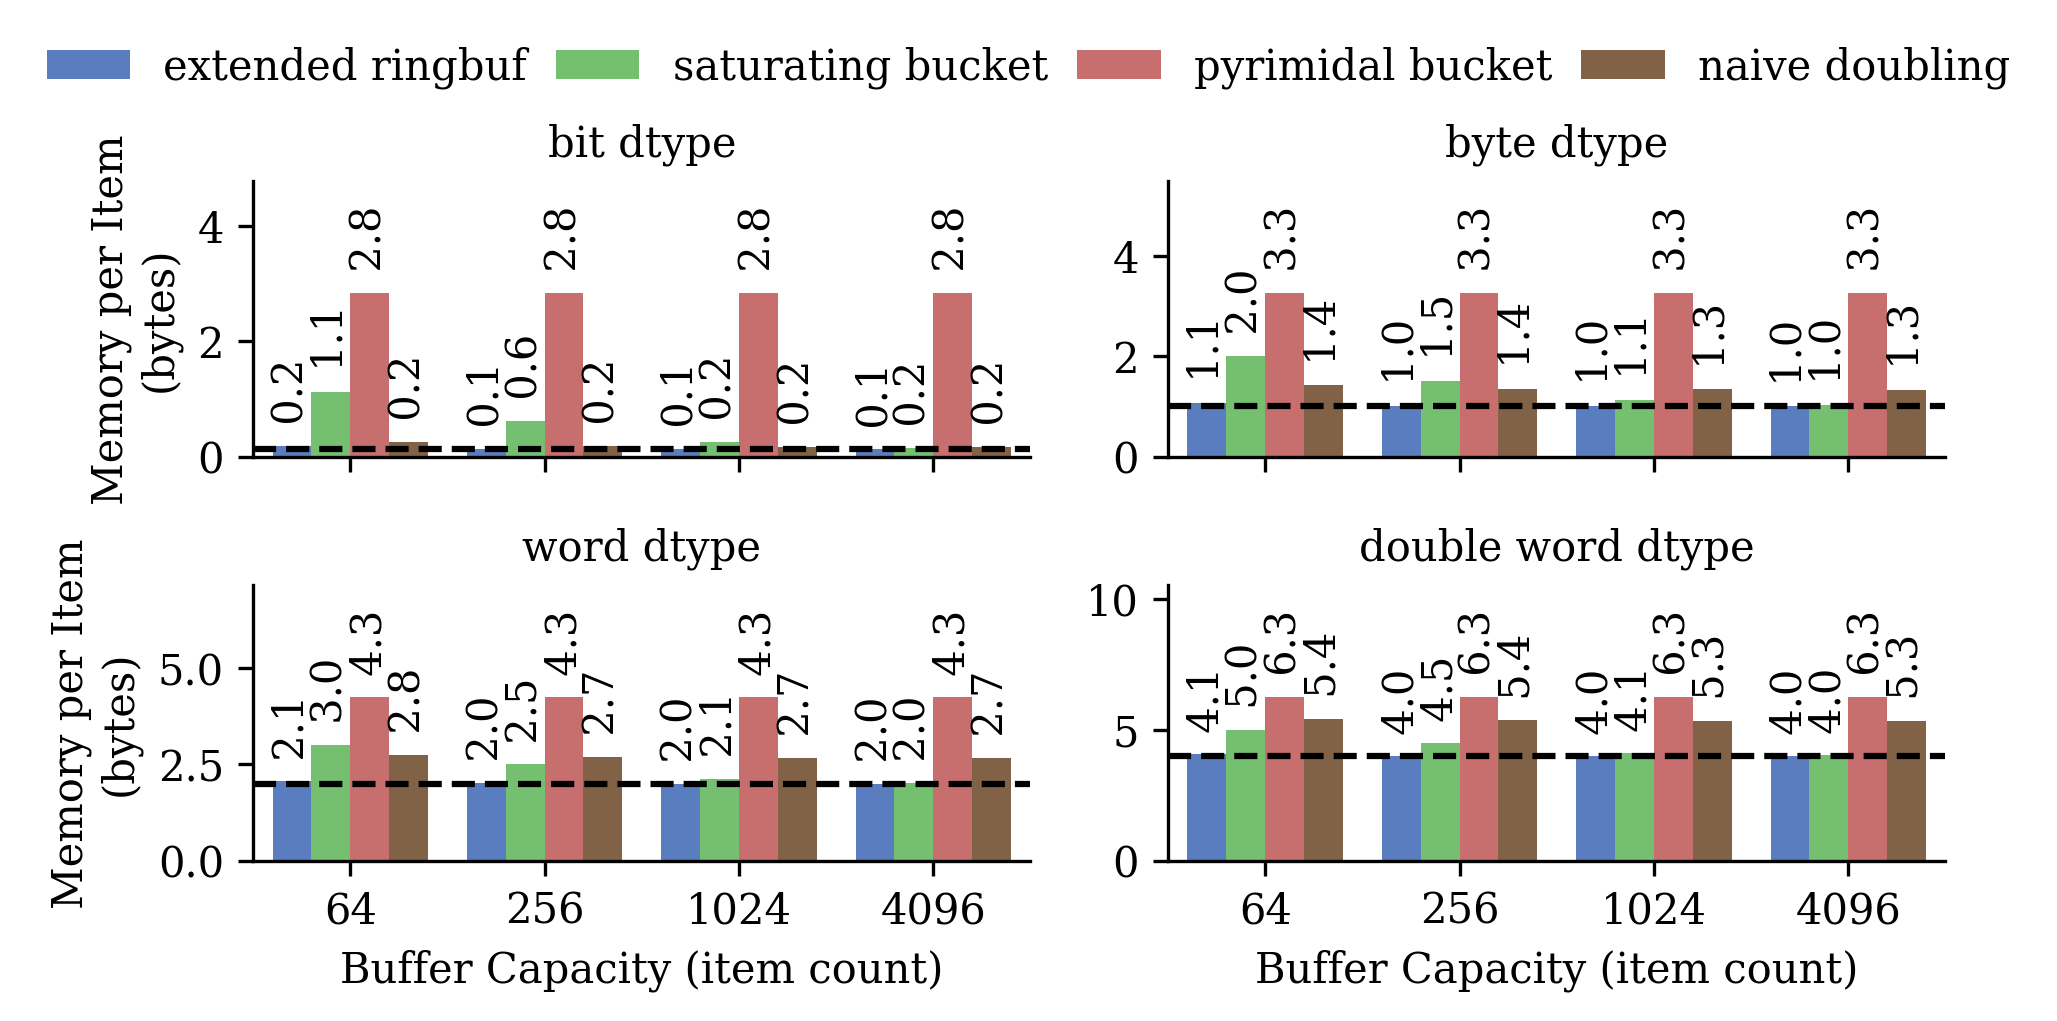 extended ringbuf saturating bucket pyrimidal bucket naive doubling
bit dtype
Memory per Item
(bytes)
4
2
0
0.2 1.1 2.8 0.2
0.1 0.6 2.8 0.2
0.1 0.2 2.8 0.2
0.1 0.2 2.8 0.2
byte dtype
4
2
0
1.1 2.0 3.3 1.4
1.0 1.5 3.3 1.4
1.0 1.1 3.3 1.3
1.0 1.0 3.3 1.3
word dtype
Memory per Item
(bytes)
5.0
2.5
0.0
2.1 3.0 4.3 2.8
2.0 2.5 4.3 2.7
2.0 2.1 4.3 2.7
2.0 2.0 4.3 2.7
64 256 1024 4096
Buffer Capacity (item count)
double word dtype
10
5
0
4.1 5.0 6.3 5.4
4.0 4.5 6.3 5.4
4.0 4.1 6.3 5.3
4.0 4.0 6.3 5.3
64 256 1024 4096
Buffer Capacity (item count)